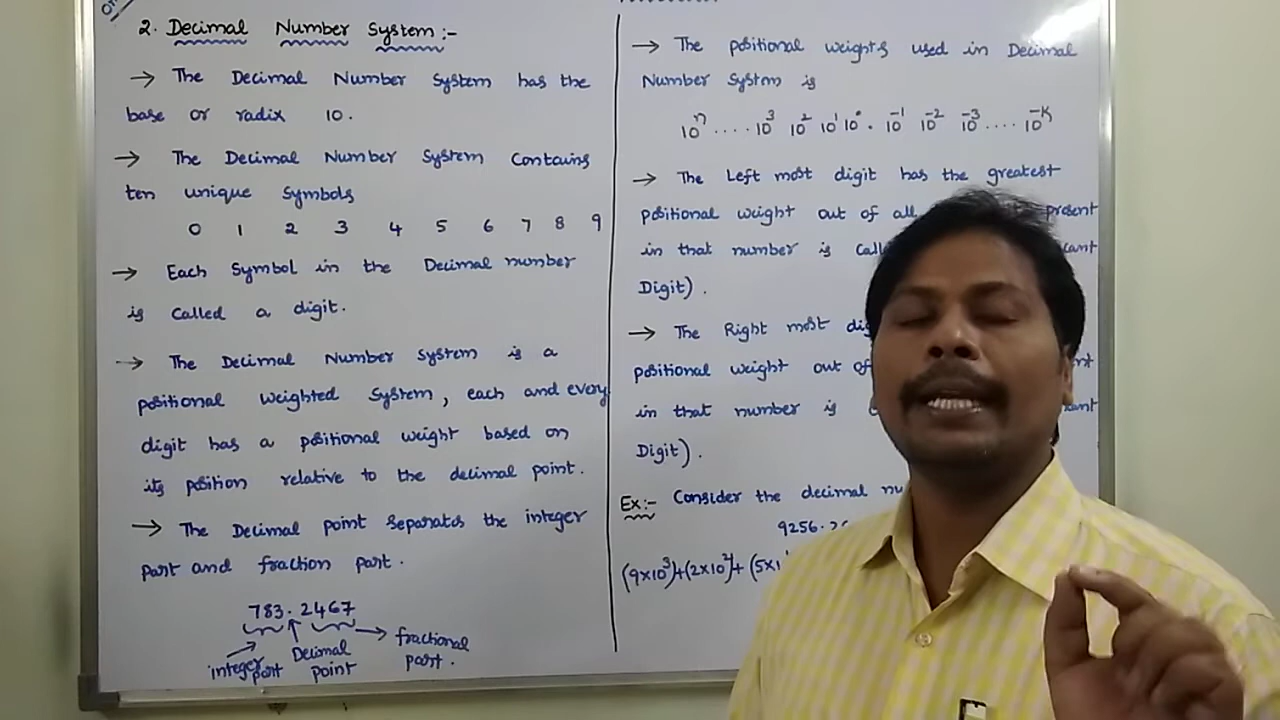 2. Decimal Number System :-
→ The Decimal Number System has the
base or radix 10.
→ The Decimal Number System Contains
ten unique Symbols
0 1 2 3 4 5 6 7 8 9
→ Each Symbol in the Decimal number
is called a digit.
→ The Decimal Number System is a
positional weighted System, each and every
digit has a positional weight based on
its position relative to the decimal point.
→ The Decimal point separates the integer
part and fraction part.
783.2467
integer part
Decimal point
fractional part.
→ The positional weights used in Decimal
Number System is
10ⁿ .... 10³ 10² 10¹ 10⁰ . 10⁻¹ 10⁻² 10⁻³ .... 10⁻ᴷ
→ The Left most digit has the greatest
positional weight out of all present
in that number is
Digit).
→ The Right most
positional weight out of
in that number is
Digit).
Ex:- Consider the decimal
9256.
(9×10³)+(2×10²)+ (5×